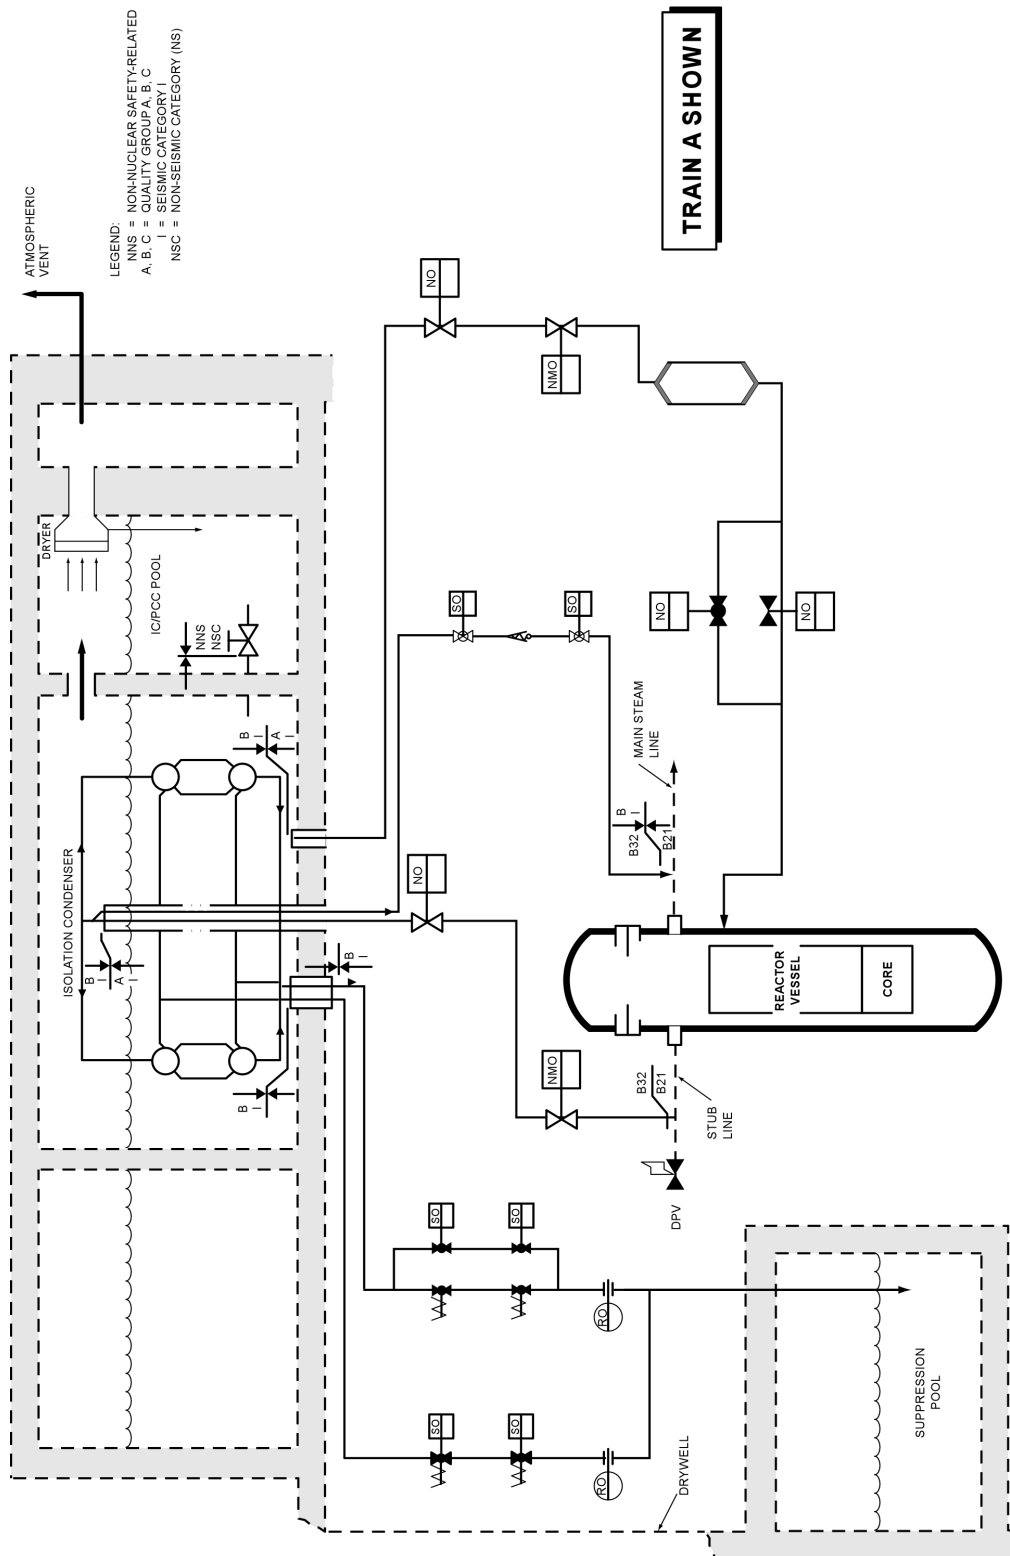 ATMOSPHERIC
VENT
LEGEND:
NNS = NON-NUCLEAR SAFETY-RELATED
A, B, C = QUALITY GROUP A, B, C
I = SEISMIC CATEGORY I
NSC = NON-SEISMIC CATEGORY (NS)
TRAIN A SHOWN
DRYER
IC/PCC POOL
NNS
NSC
ISOLATION CONDENSER
B
I
A
I
B
I
A
I
B
I
B
I
NO
NMO
SO
SO
NO
NO
NO
MAIN STEAM
LINE
B
I
B32
B21
REACTOR
VESSEL
CORE
NMO
B32
B21
STUB
LINE
DPV
SO
SO
RO
SO
SO
RO
DRYWELL
SUPPRESSION
POOL